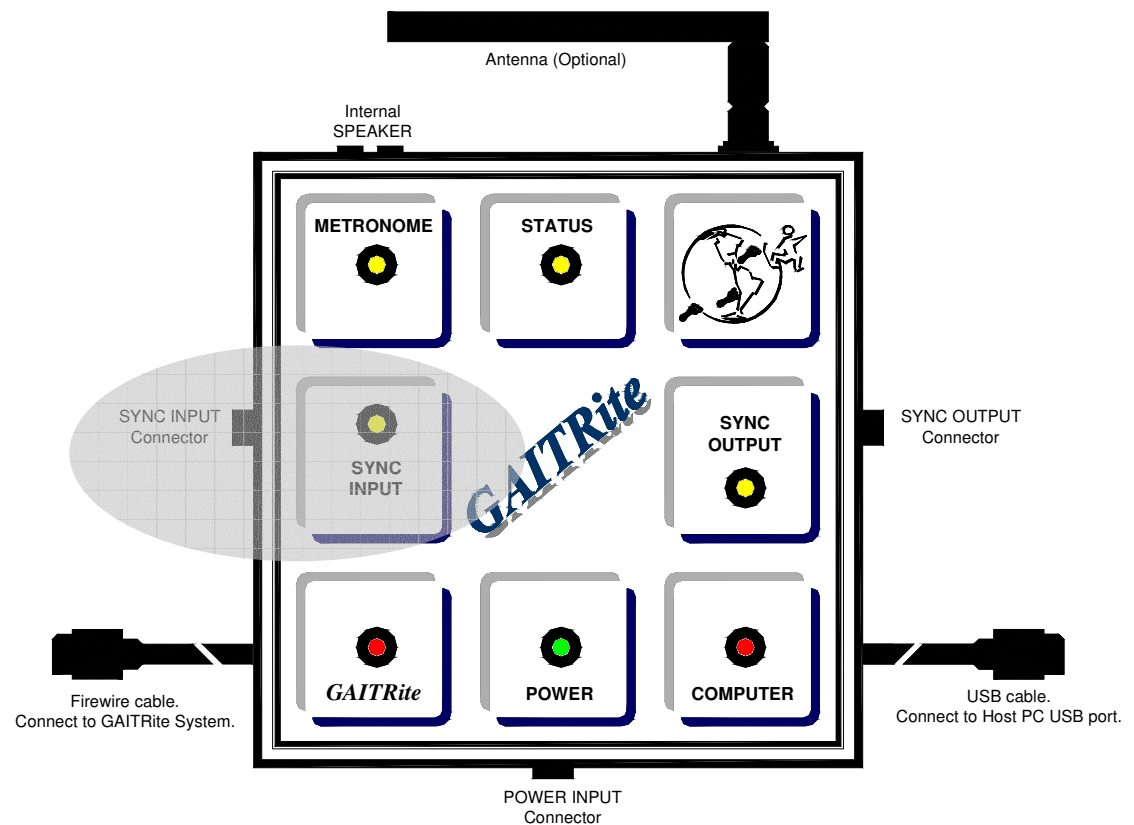 Antenna (Optional)
Internal
SPEAKER
METRONOME
STATUS
SYNC INPUT
Connector
SYNC
INPUT
GAITRite
SYNC
OUTPUT
SYNC OUTPUT
Connector
GAITRite
POWER
COMPUTER
Firewire cable.
Connect to GAITRite System.
USB cable.
Connect to Host PC USB port.
POWER INPUT
Connector